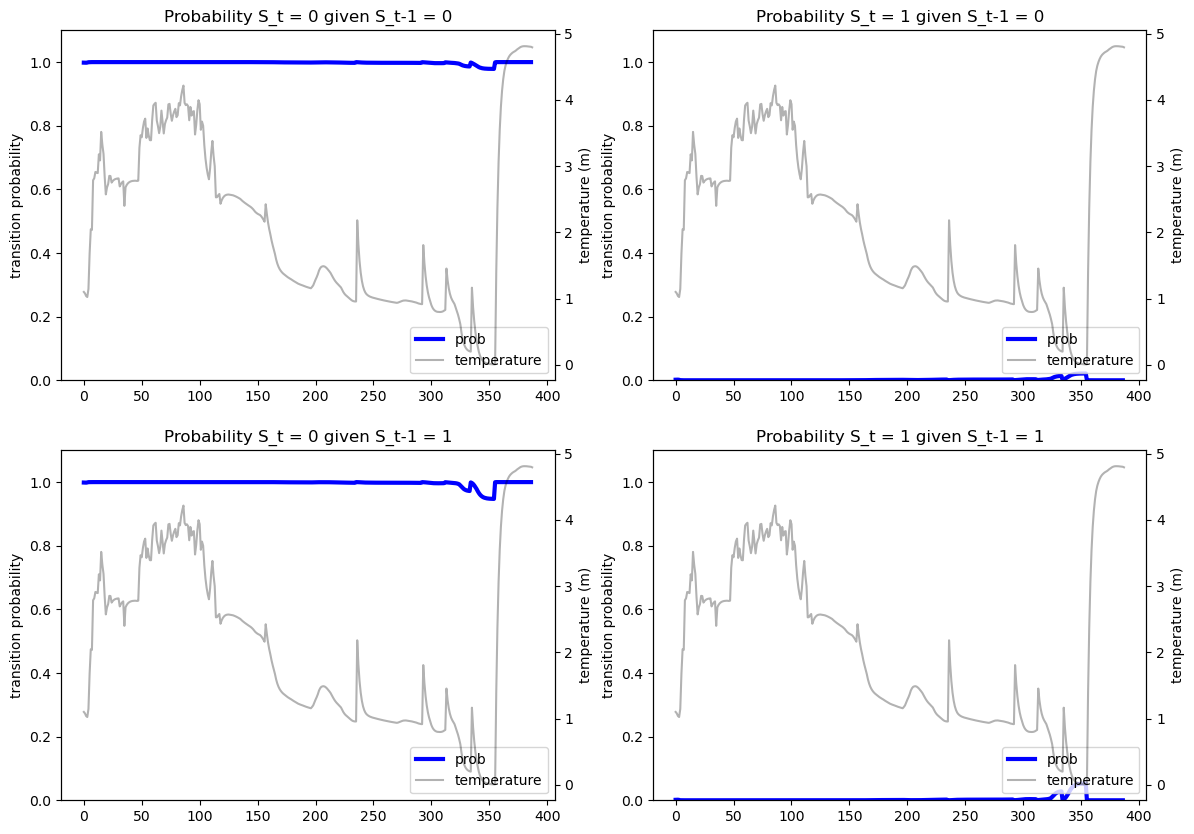 Probability S_t = 0 given S_t-1 = 0
transition probability
1.0
0.8
0.6
0.4
0.2
0.0
0 50 100 150 200 250 300 350 400
5
4
3
2
1
0
temperature (m)
prob
temperature
Probability S_t = 1 given S_t-1 = 0
transition probability
1.0
0.8
0.6
0.4
0.2
0.0
0 50 100 150 200 250 300 350 400
5
4
3
2
1
0
temperature (m)
prob
temperature
Probability S_t = 0 given S_t-1 = 1
transition probability
1.0
0.8
0.6
0.4
0.2
0.0
0 50 100 150 200 250 300 350 400
5
4
3
2
1
0
temperature (m)
prob
temperature
Probability S_t = 1 given S_t-1 = 1
transition probability
1.0
0.8
0.6
0.4
0.2
0.0
0 50 100 150 200 250 300 350 400
5
4
3
2
1
0
temperature (m)
prob
temperature